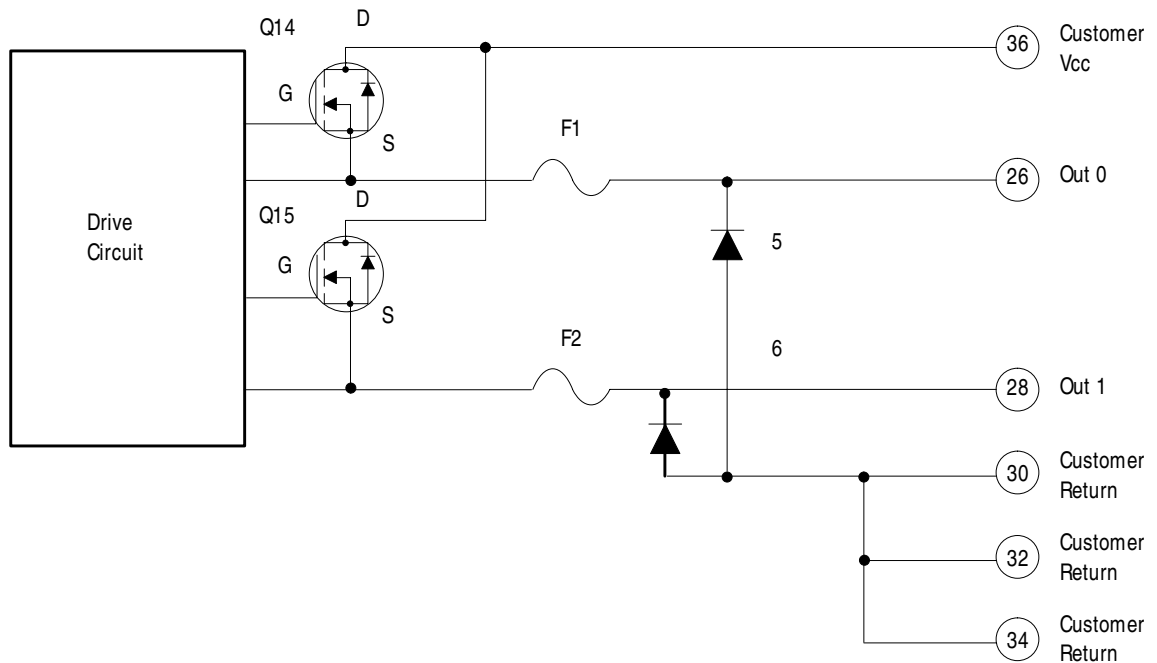 Q14
D
36
Customer
Vcc
G
F1
S
26
Out 0
D
Q15
Drive
Circuit
5
G
S
F2
6
28
Out 1
30
Customer
Return
32
Customer
Return
34
Customer
Return